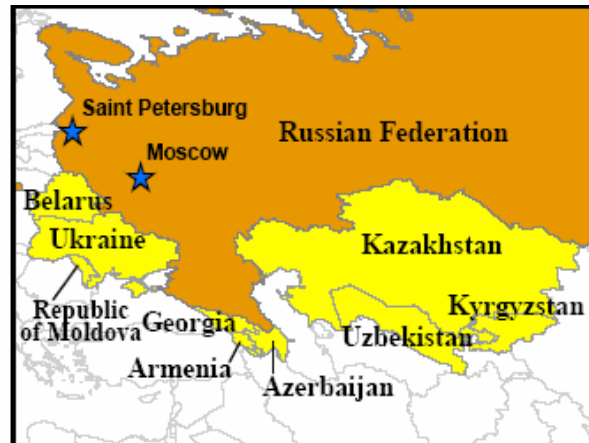 Saint Petersburg
Russian Federation
Moscow
Belarus
Ukraine
Kazakhstan
Republic
of Moldova
Georgia
Kyrgyzstan
Uzbekistan
Armenia
Azerbaijan